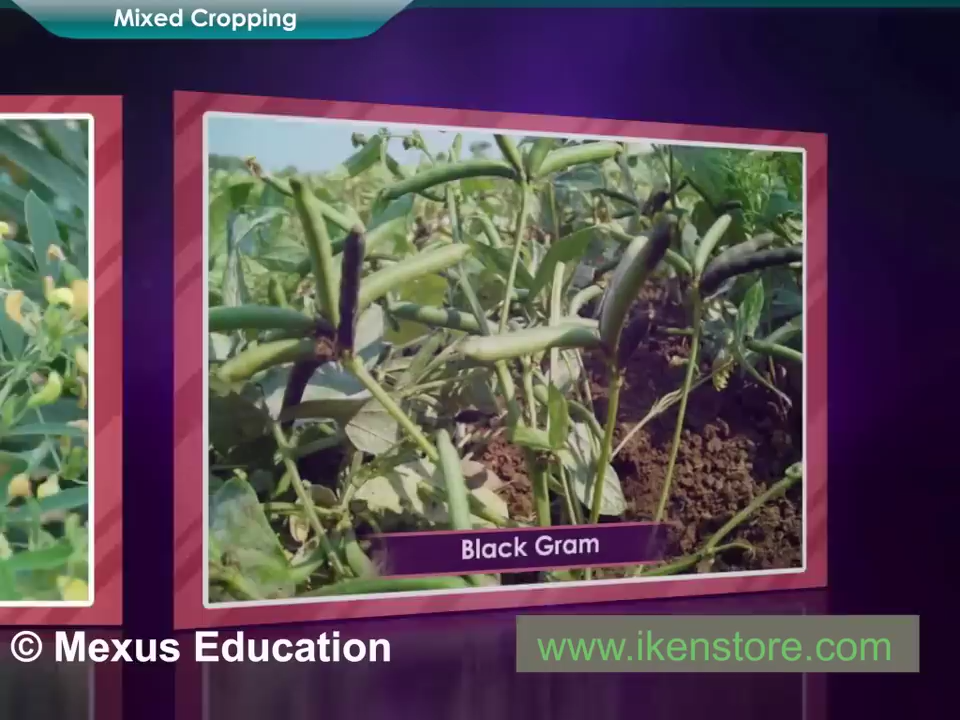 Mixed Cropping
Black Gram
© Mexus Education
www.ikenstore.com